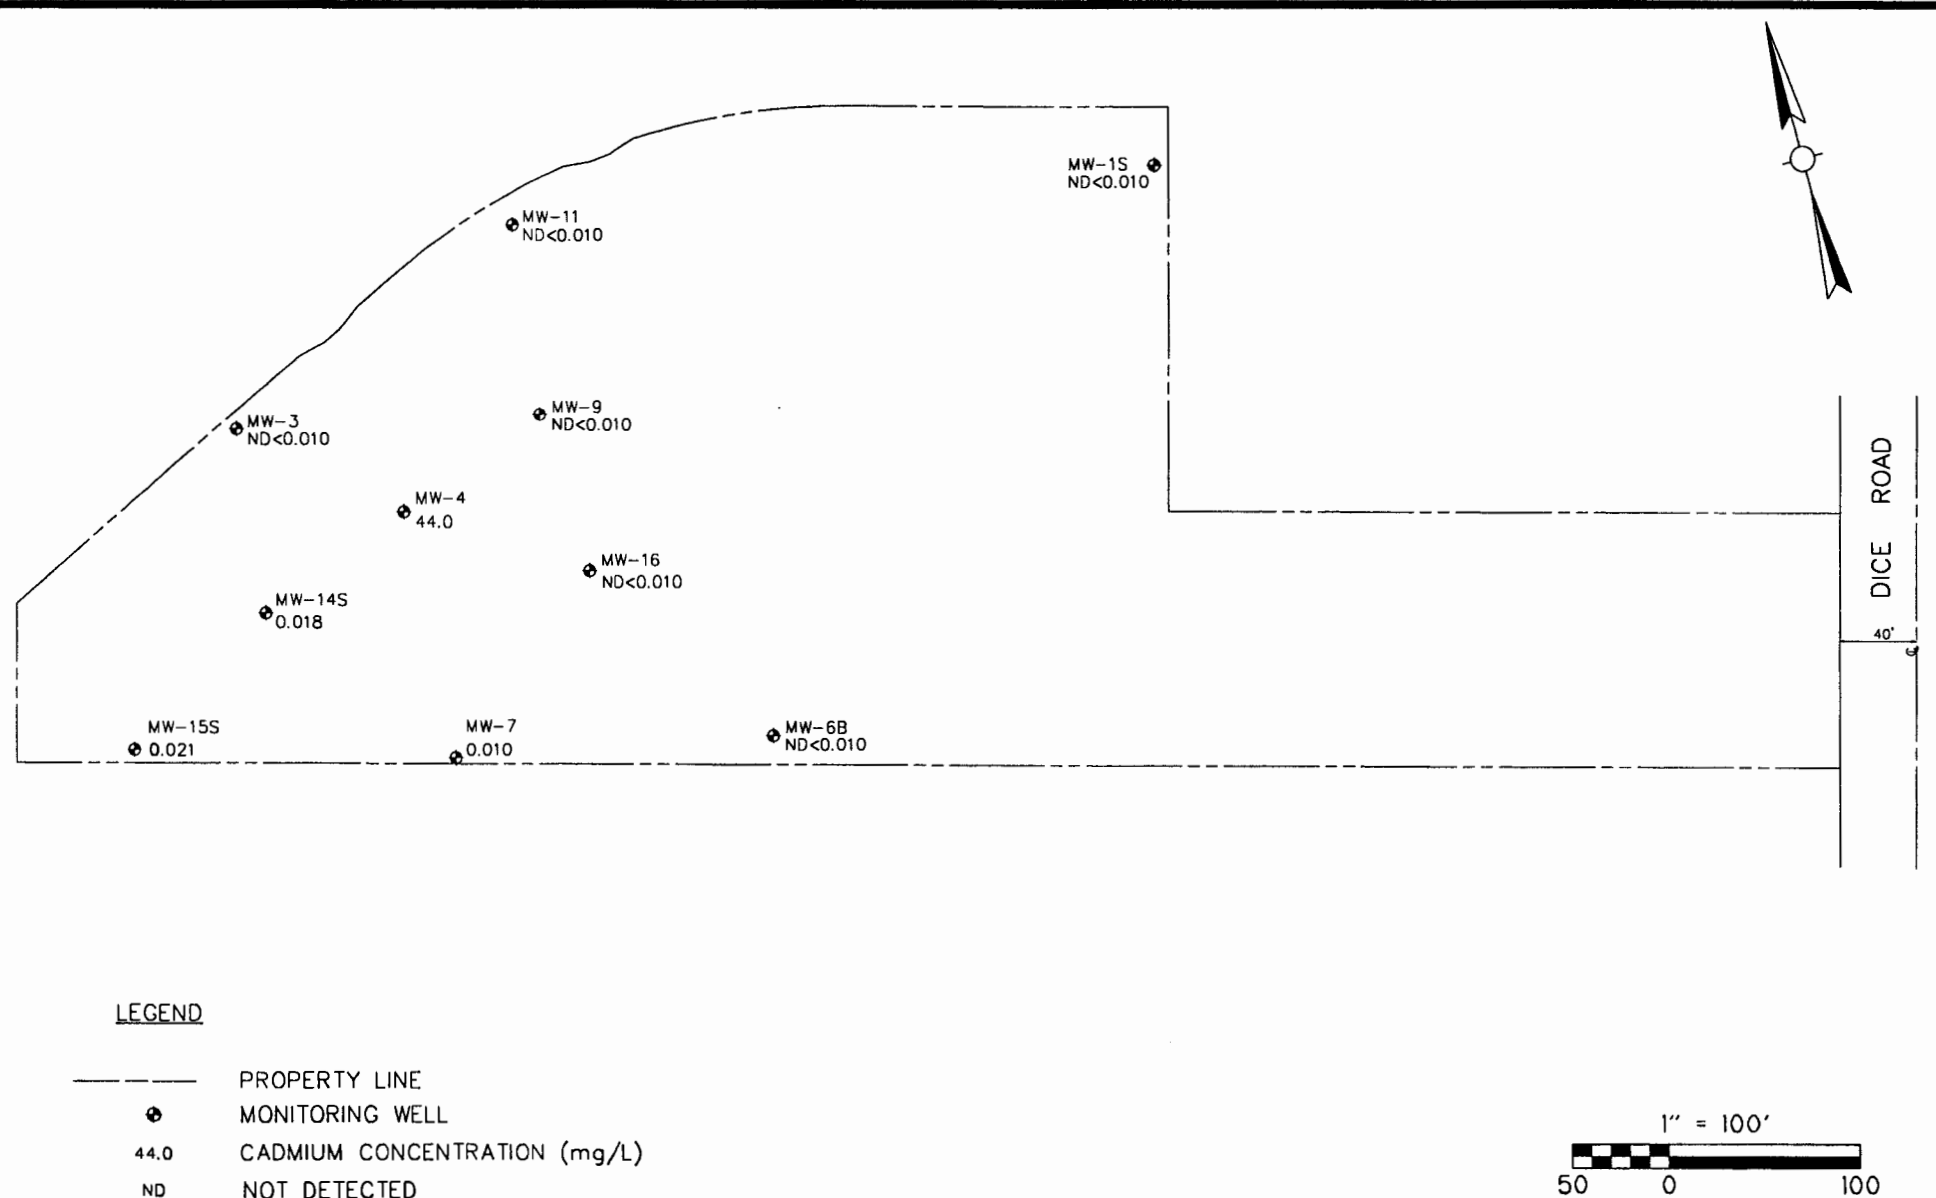 MW-1S
ND<0.010
MW-11
ND<0.010
MW-9
ND<0.010
MW-3
ND<0.010
MW-4
44.0
MW-16
ND<0.010
MW-14S
0.018
MW-15S
0.021
MW-7
0.010
MW-6B
ND<0.010
DICE ROAD
40'
℄
LEGEND
PROPERTY LINE
MONITORING WELL
44.0 CADMIUM CONCENTRATION (mg/L)
ND NOT DETECTED
1" = 100'
50 0 100